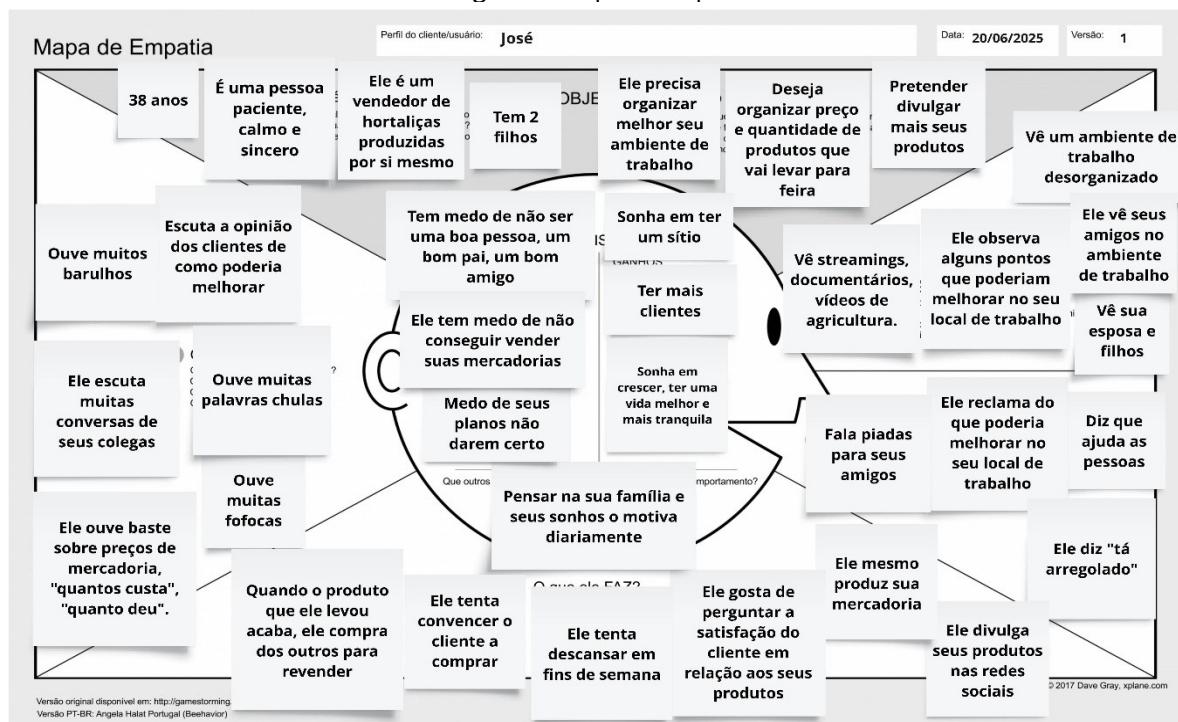 Mapa de Empatia
Perfil do cliente/usuário: José
Data: 20/06/2025
Versão: 1
38 anos
É uma pessoa
paciente,
calmo e
sincero
Ele é um
vendedor de
hortaliças
produzidas
por si mesmo
Tem 2
filhos
OBJE
Ele precisa
organizar
melhor seu
ambiente de
trabalho
Deseja
organizar preço
e quantidade de
produtos que
vai levar para
feira
Pretender
divulgar
mais seus
produtos
Vê um ambiente de
trabalho
desorganizado
Ouve muitos
barulhos
Escuta a opinião
dos clientes de
como poderia
melhorar
Tem medo de não ser
uma boa pessoa, um
bom pai, um bom
amigo
Sonha em ter
um sítio
GANHOS
Vê streamings,
documentários,
vídeos de
agricultura.
Ele observa
alguns pontos
que poderiam
melhorar no seu
local de trabalho
Ele vê seus
amigos no
ambiente
de trabalho
Ter mais
clientes
Ele tem medo de não
conseguir vender
suas mercadorias
Vê sua
esposa e
filhos
Ele escuta
muitas
conversas de
seus colegas
Ouve muitas
palavras chulas
Medo de seus
planos não
darem certo
Sonha em
crescer, ter uma
vida melhor e
mais tranquila
Fala piadas
para seus
amigos
Ele reclama do
que poderia
melhorar no
seu local de
trabalho
Diz que
ajuda as
pessoas
Ouve
muitas
fofocas
Que outros
mportamento?
Pensar na sua família e
seus sonhos o motiva
diariamente
Ele ouve baste
sobre preços de
mercadoria,
"quantos custa",
"quanto deu".
Ele diz "tá
arregolado"
Ele mesmo
produz sua
mercadoria
O que ele FAZ?
Quando o produto
que ele levou
acaba, ele compra
dos outros para
revender
Ele tenta
convencer o
cliente a
comprar
Ele tenta
descansar em
fins de semana
Ele gosta de
perguntar a
satisfação do
cliente em
relação aos seus
produtos
Ele divulga
seus produtos
nas redes
sociais
Versão original disponível em: http://gamestorming.
Versão PT-BR: Angela Halat Portugal (Beehavior)
© 2017 Dave Gray, xplane.com